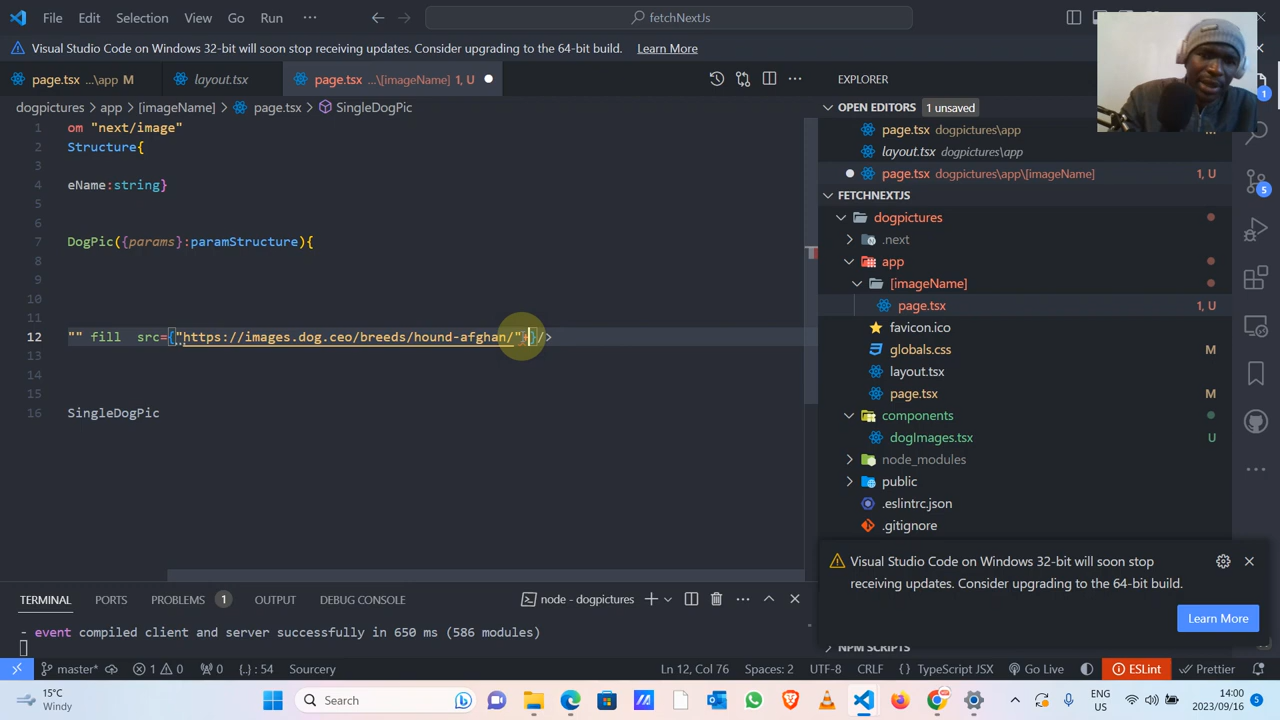 File Edit Selection View Go Run ··· fetchNextJs
Visual Studio Code on Windows 32-bit will soon stop receiving updates. Consider upgrading to the 64-bit build. Learn More
page.tsx ...\app M layout.tsx page.tsx ...\[imageName] 1, U
dogpictures > app > [imageName] > page.tsx > SingleDogPic
1 om "next/image"
2 Structure{
3
4 eName:string}
5
6
7 DogPic({params}:paramStructure){
8
9
10
11
12 "" fill src={"https://images.dog.ceo/breeds/hound-afghan/"+}/>
13
14
15
16 SingleDogPic
EXPLORER
OPEN EDITORS 1 unsaved
page.tsx dogpictures\app M
layout.tsx dogpictures\app
page.tsx dogpictures\app\[imageName] 1, U
FETCHNEXTJS
dogpictures
.next
app
[imageName]
page.tsx 1, U
favicon.ico
globals.css M
layout.tsx
page.tsx M
components
dogImages.tsx U
node_modules
public
.eslintrc.json
.gitignore
NPM SCRIPTS
Visual Studio Code on Windows 32-bit will soon stop
receiving updates. Consider upgrading to the 64-bit build.
Learn More
1
5
TERMINAL PORTS PROBLEMS 1 OUTPUT DEBUG CONSOLE node - dogpictures
- event compiled client and server successfully in 650 ms (586 modules)
master* 1 0 0 {..}: 54 Sourcery Ln 12, Col 76 Spaces: 2 UTF-8 CRLF {} TypeScript JSX Go Live ESLint Prettier
15°C
Windy
Search
ENG
US
14:00
2023/09/16
5